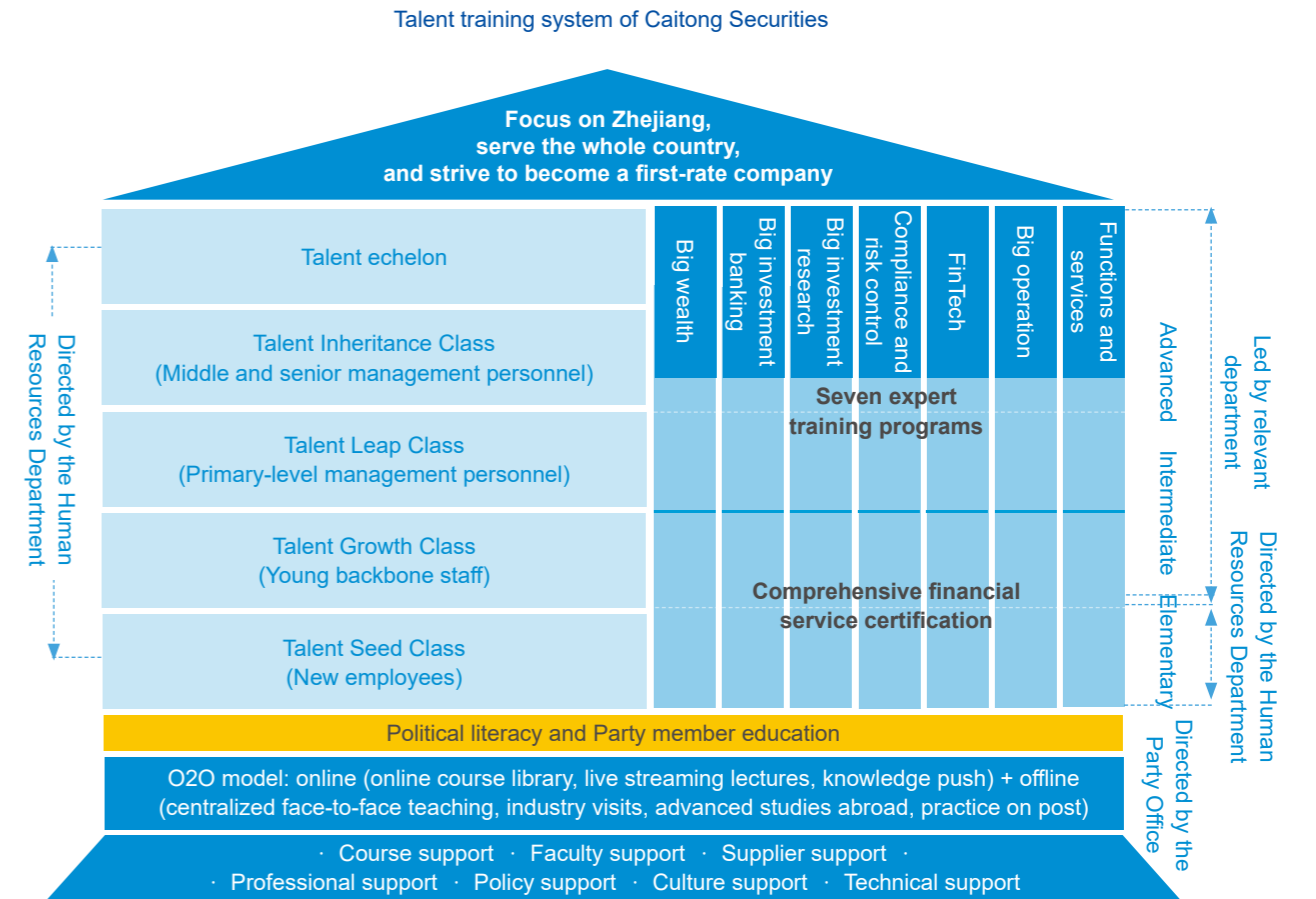 Talent training system of Caitong Securities
Focus on Zhejiang,
serve the whole country,
and strive to become a first-rate company
Talent echelon
Talent Inheritance Class
(Middle and senior management personnel)
Talent Leap Class
(Primary-level management personnel)
Talent Growth Class
(Young backbone staff)
Talent Seed Class
(New employees)
Directed by the Human
Resources Department
Big wealth
Big investment
banking
Big investment
research
Compliance and
risk control
FinTech
Big operation
Functions and
services
Seven expert
training programs
Comprehensive financial
service certification
Advanced
Intermediate
Elementary
Led by relevant
department
Directed by the Human
Resources Department
Directed by the
Party Office
Political literacy and Party member education
O2O model: online (online course library, live streaming lectures, knowledge push) + offline
(centralized face-to-face teaching, industry visits, advanced studies abroad, practice on post)
· Course support · Faculty support · Supplier support ·
· Professional support · Policy support · Culture support · Technical support